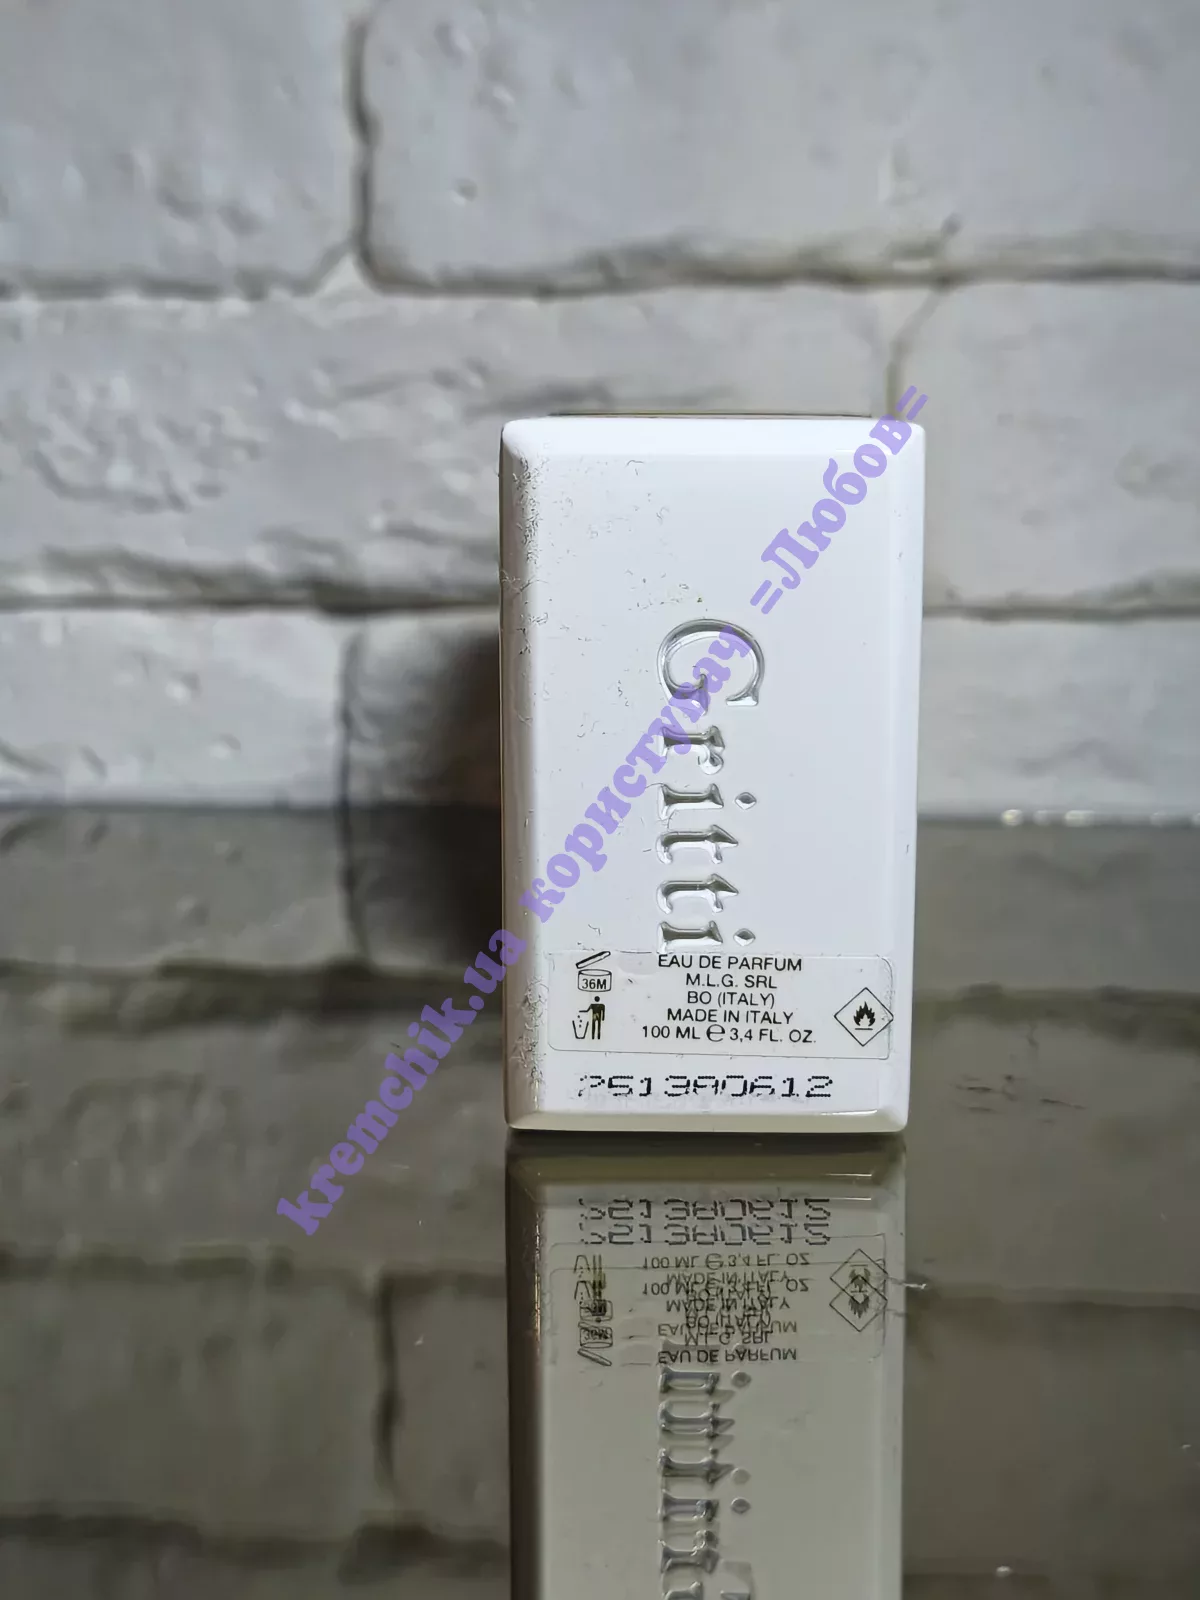 Gritti
36M
EAU DE PARFUM
M.L.G. SRL
BO (ITALY)
MADE IN ITALY
100 ML ℮ 3,4 FL. OZ.
2513A0612
kremchik.ua користувач =Любов=